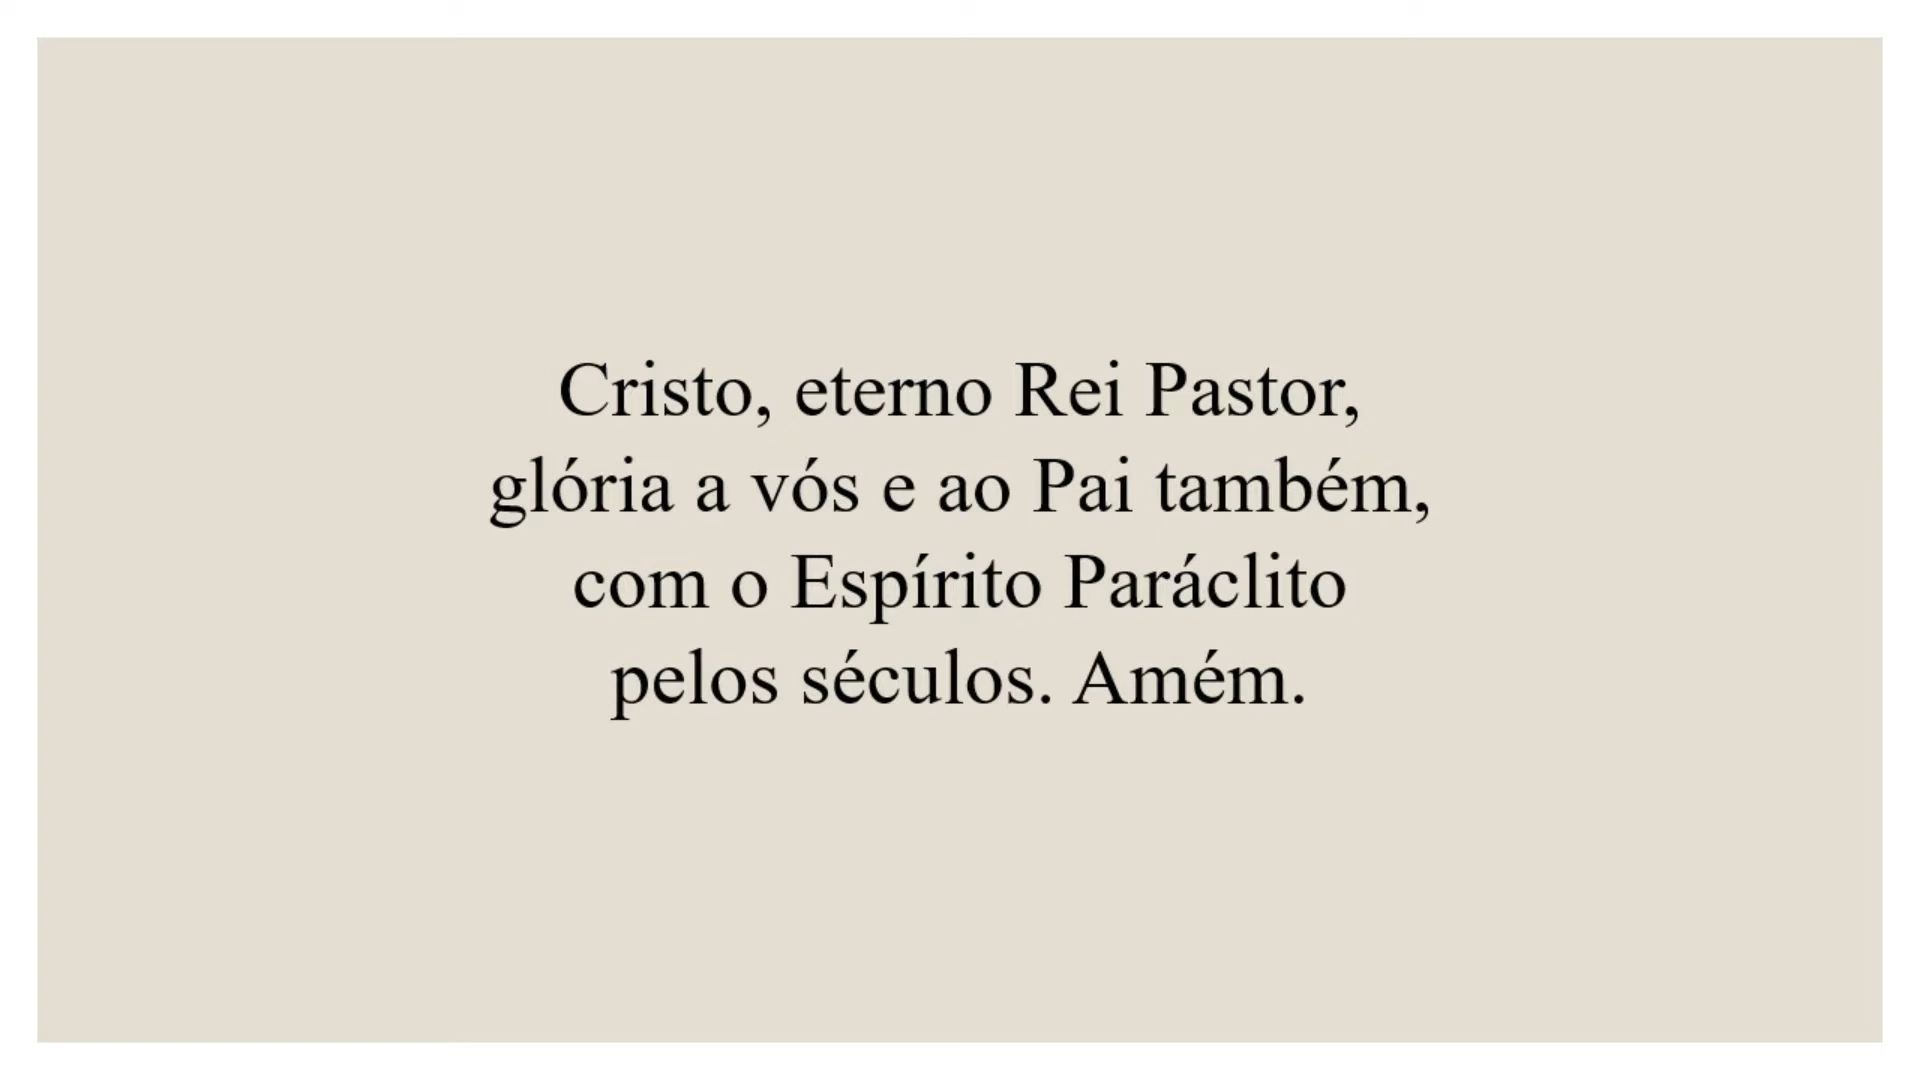 Cristo, eterno Rei Pastor,
glória a vós e ao Pai também,
com o Espírito Paráclito
pelos séculos. Amém.